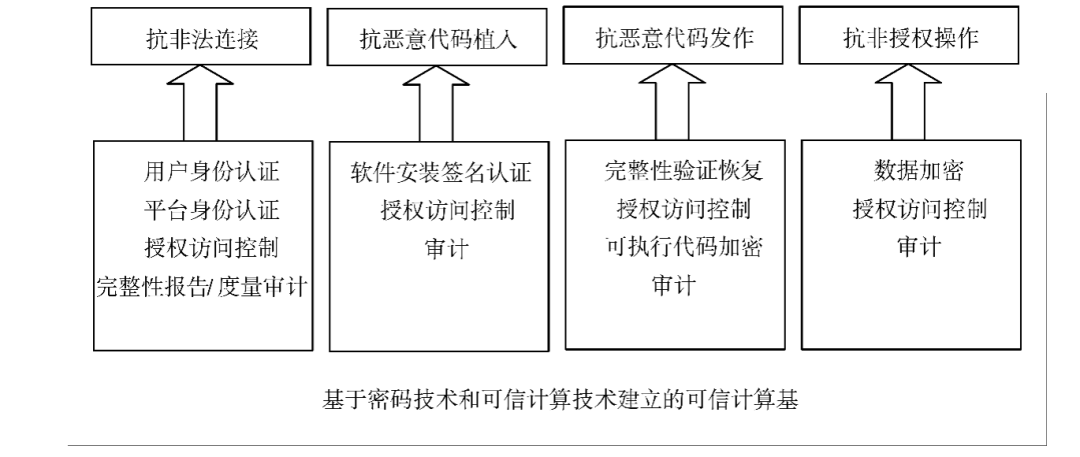 抗非法连接
抗恶意代码植入
抗恶意代码发作
抗非授权操作
用户身份认证
平台身份认证
授权访问控制
完整性报告/ 度量审计
软件安装签名认证
授权访问控制
审计
完整性验证恢复
授权访问控制
可执行代码加密
审计
数据加密
授权访问控制
审计
基于密码技术和可信计算技术建立的可信计算基